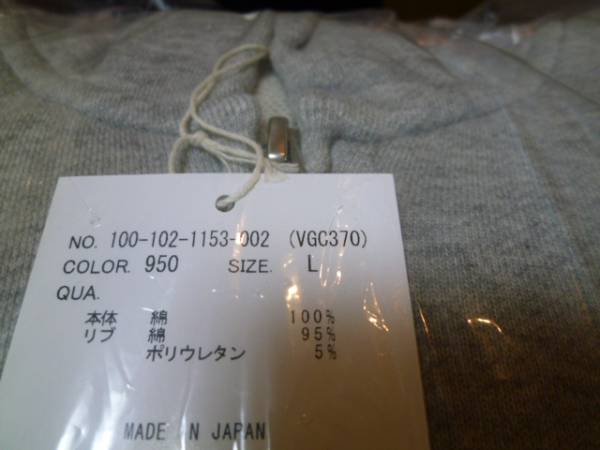 NO. 100-102-1153-002 (VGC370)
COLOR. 950 SIZE. L
QUA.
本体 綿 100%
リブ 綿 95%
ポリウレタン 5%
MADE IN JAPAN